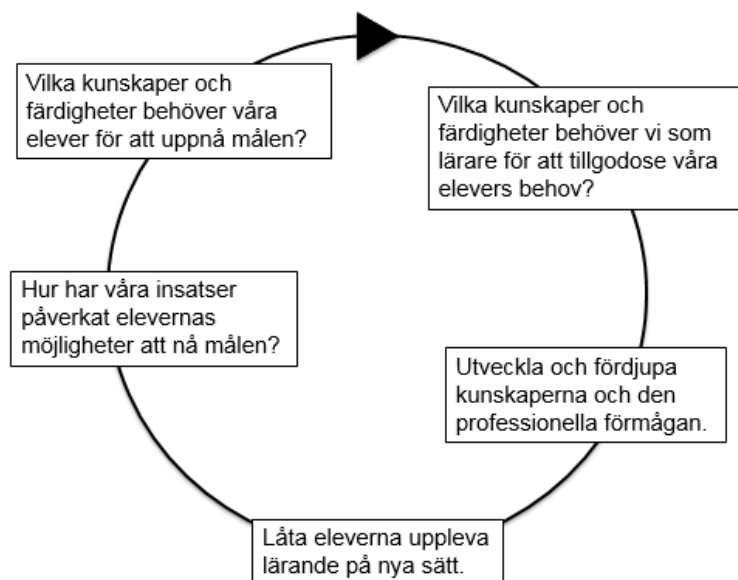 Vilka kunskaper och
färdigheter behöver våra
elever för att uppnå målen?
Vilka kunskaper och
färdigheter behöver vi som
lärare för att tillgodose våra
elevers behov?
Utveckla och fördjupa
kunskaperna och den
professionella förmågan.
Låta eleverna uppleva
lärande på nya sätt.
Hur har våra insatser
påverkat elevernas
möjligheter att nå målen?